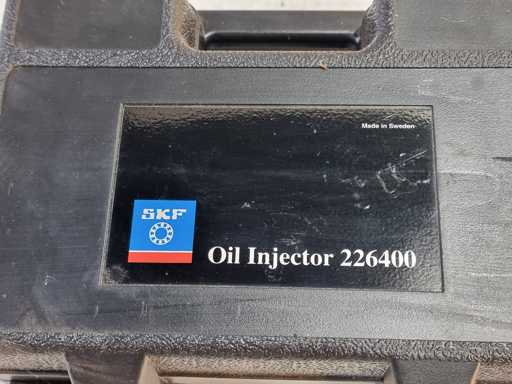 Made in Sweden
SKF
Oil Injector 226400